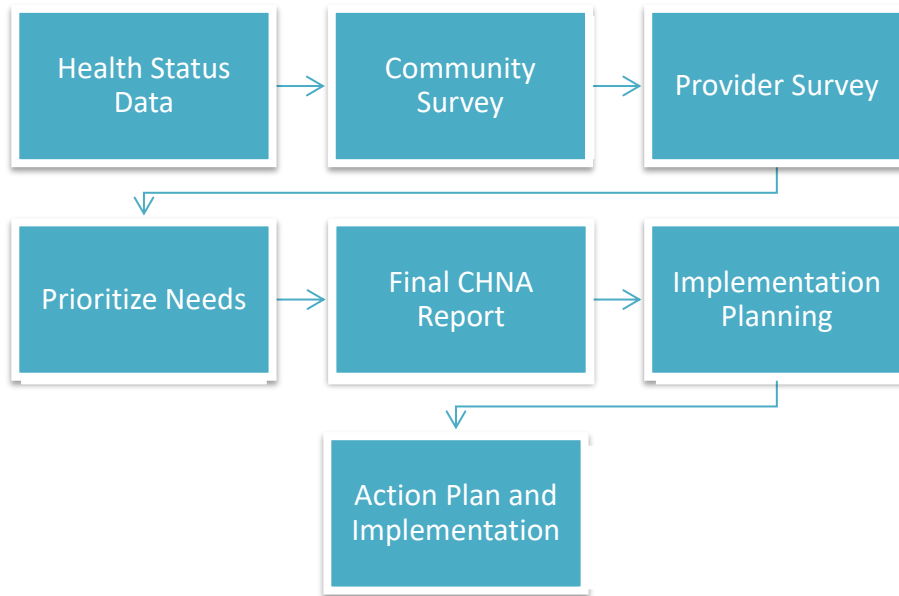 Health Status
Data
Community
Survey
Provider Survey
Prioritize Needs
Final CHNA
Report
Implementation
Planning
Action Plan and
Implementation